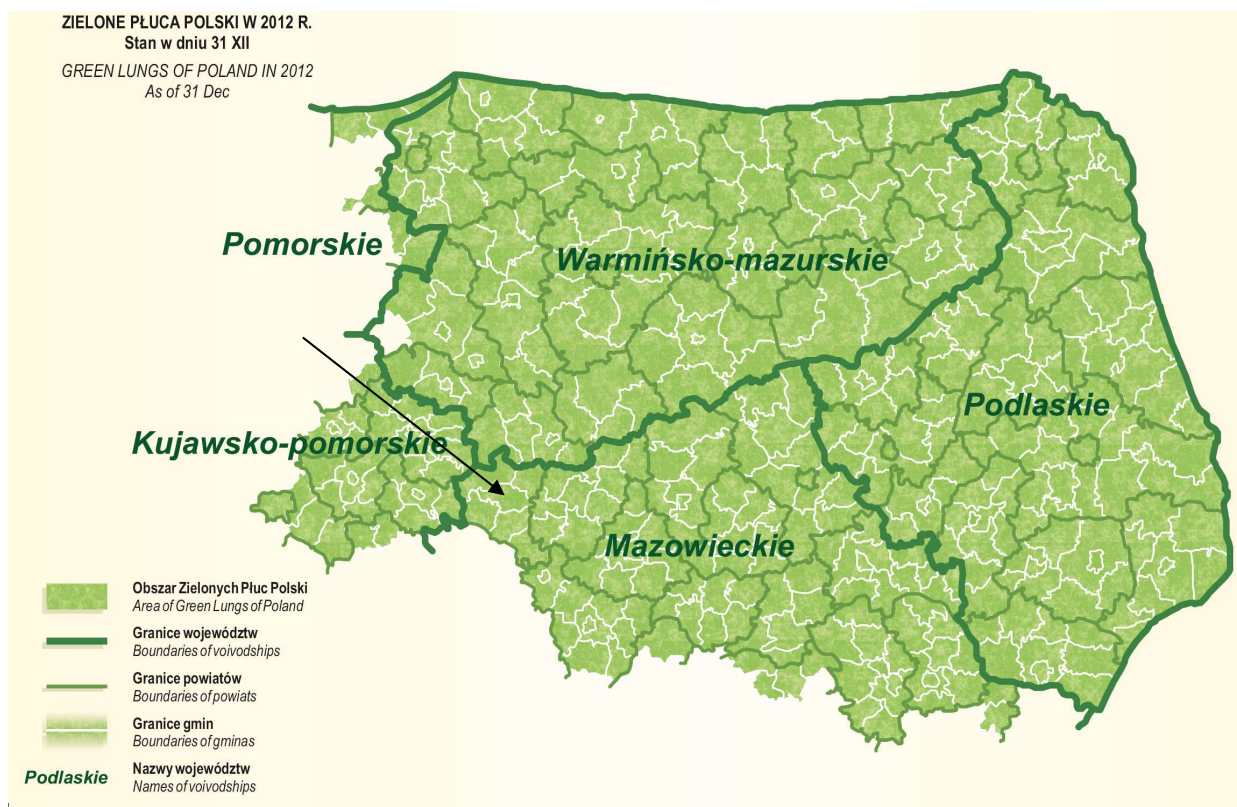 ZIELONE PŁUCA POLSKI W 2012 R.
Stan w dniu 31 XII
GREEN LUNGS OF POLAND IN 2012
As of 31 Dec
Pomorskie
Warmińsko-mazurskie
Podlaskie
Kujawsko-pomorskie
Mazowieckie
Obszar Zielonych Płuc Polski
Area of Green Lungs of Poland
Granice województw
Boundaries of voivodships
Granice powiatów
Boundaries of powiats
Granice gmin
Boundaries of gminas
Podlaskie
Nazwy województw
Names of voivodships